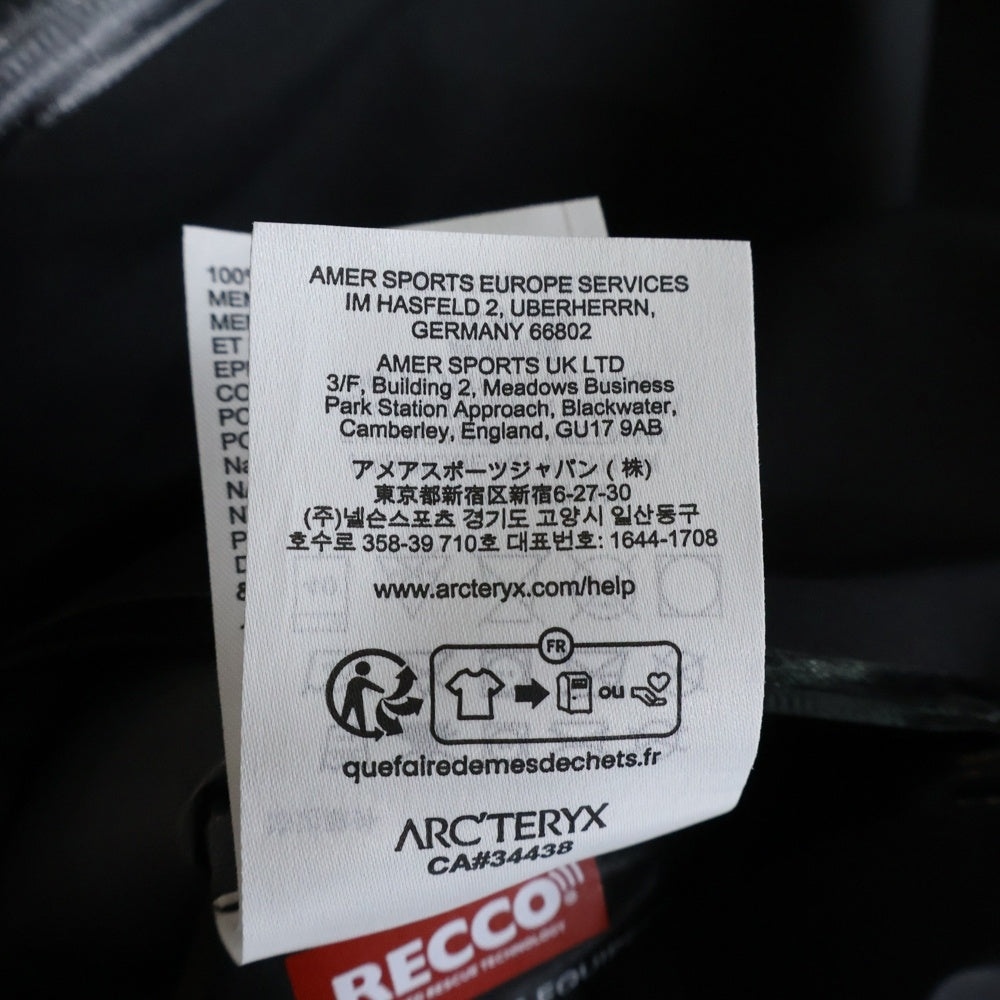 AMER SPORTS EUROPE SERVICES
IM HASFELD 2, UBERHERRN,
GERMANY 66802
AMER SPORTS UK LTD
3/F, Building 2, Meadows Business
Park Station Approach, Blackwater,
Camberley, England, GU17 9AB
アメアスポーツジャパン (株)
東京都新宿区新宿6-27-30
(주)넬슨스포츠 경기도 고양시 일산동구
호수로 358-39 710호 대표번호: 1644-1708
www.arcteryx.com/help
FR
ou
quefairedemesdechets.fr
ARC'TERYX
CA#34438
RECCO®
RESCUE TECHNOLOGY
100%
ET